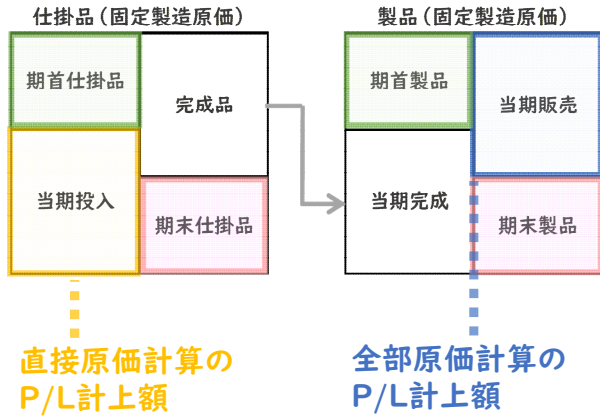 仕掛品(固定製造原価)
期首仕掛品
完成品
当期投入
期末仕掛品
製品(固定製造原価)
期首製品
当期販売
当期完成
期末製品
直接原価計算の
P/L計上額
全部原価計算の
P/L計上額